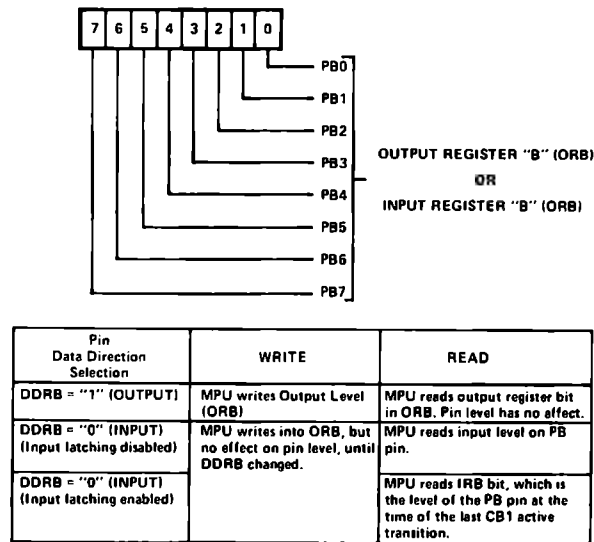 7 6 5 4 3 2 1 0
PB0
PB1
PB2
PB3
PB4
PB5
PB6
PB7
OUTPUT REGISTER "B" (ORB)
OR
INPUT REGISTER "B" (ORB)
Pin
Data Direction
Selection
WRITE
READ
DDRB = "1" (OUTPUT)
MPU writes Output Level
(ORB)
MPU reads output register bit
in ORB. Pin level has no affect.
DDRB = "0" (INPUT)
(Input latching disabled)
MPU writes into ORB, but
no effect on pin level, until
DDRB changed.
MPU reads input level on PB
pin.
DDRB = "0" (INPUT)
(Input latching enabled)
MPU reads IRB bit, which is
the level of the PB pin at the
time of the last CB1 active
transition.